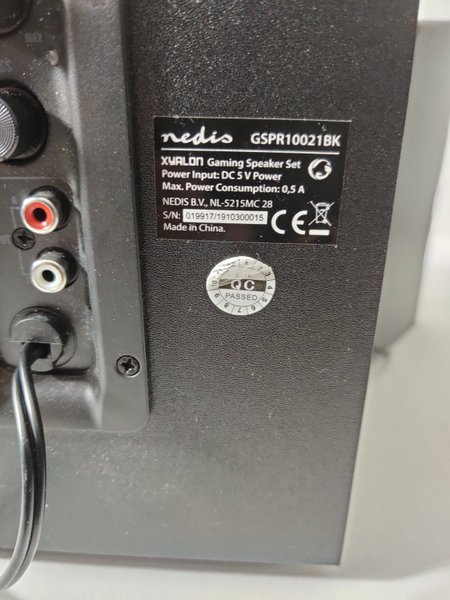 nedis GSPR10021BK
XYALON Gaming Speaker Set
Power Input: DC 5 V Power
Max. Power Consumption: 0,5 A
NEDIS B.V., NL-5215MC 28
S/N: 019917/1910300015
Made in China.
CE
QC
PASSED